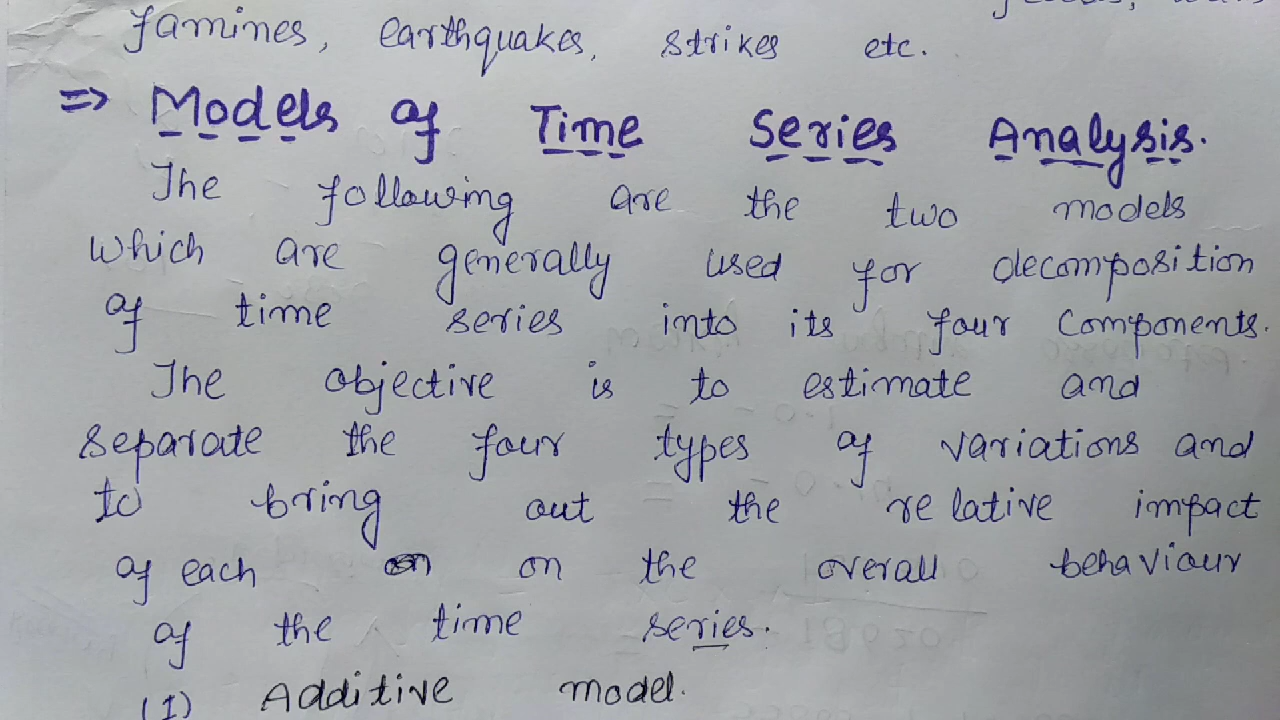 famines, earthquakes, strikes etc.
=> Models of Time Series Analysis.
The following are the two models
which are generally used for decomposition
of time series into its four components.
The objective is to estimate and
separate the four types of variations and
to bring out the relative impact
of each on the overall behaviour
of the time series.
(1) Additive model.